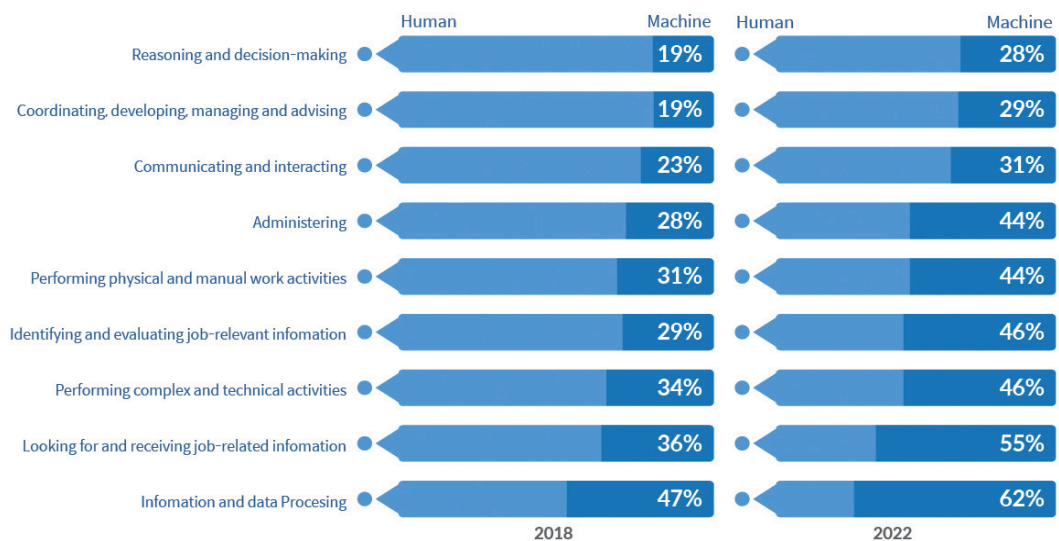 Human Machine Human Machine
Reasoning and decision-making 19% 28%
Coordinating, developing, managing and advising 19% 29%
Communicating and interacting 23% 31%
Administering 28% 44%
Performing physical and manual work activities 31% 44%
Identifying and evaluating job-relevant infomation 29% 46%
Performing complex and technical activities 34% 46%
Looking for and receiving job-related infomation 36% 55%
Infomation and data Procesing 47% 62%
2018 2022